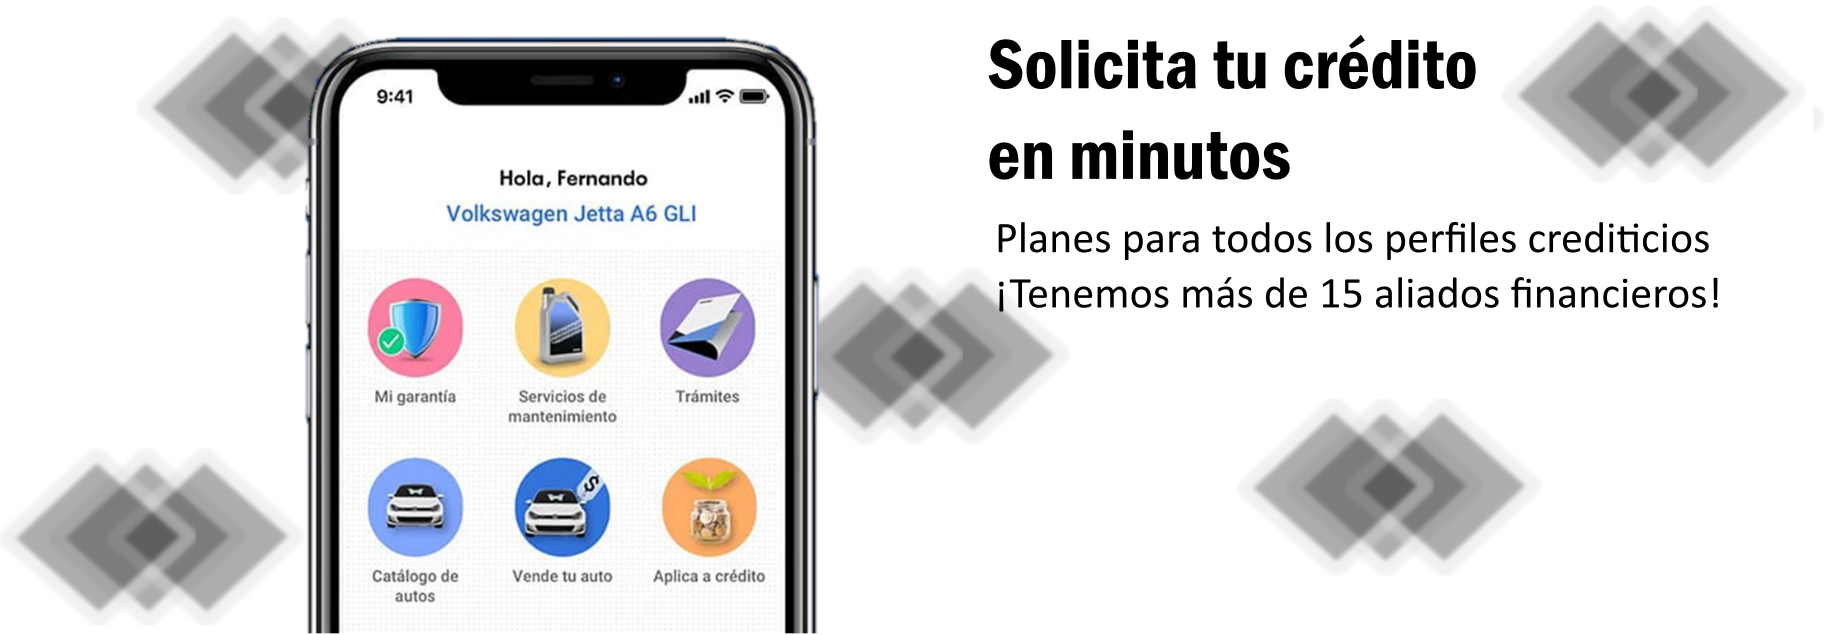 9:41
Hola, Fernando
Volkswagen Jetta A6 GLI
Mi garantía
Servicios de
mantenimiento
Trámites
Catálogo de
autos
Vende tu auto
Aplica a crédito
Solicita tu crédito
en minutos
Planes para todos los perfiles crediticios
¡Tenemos más de 15 aliados financieros!